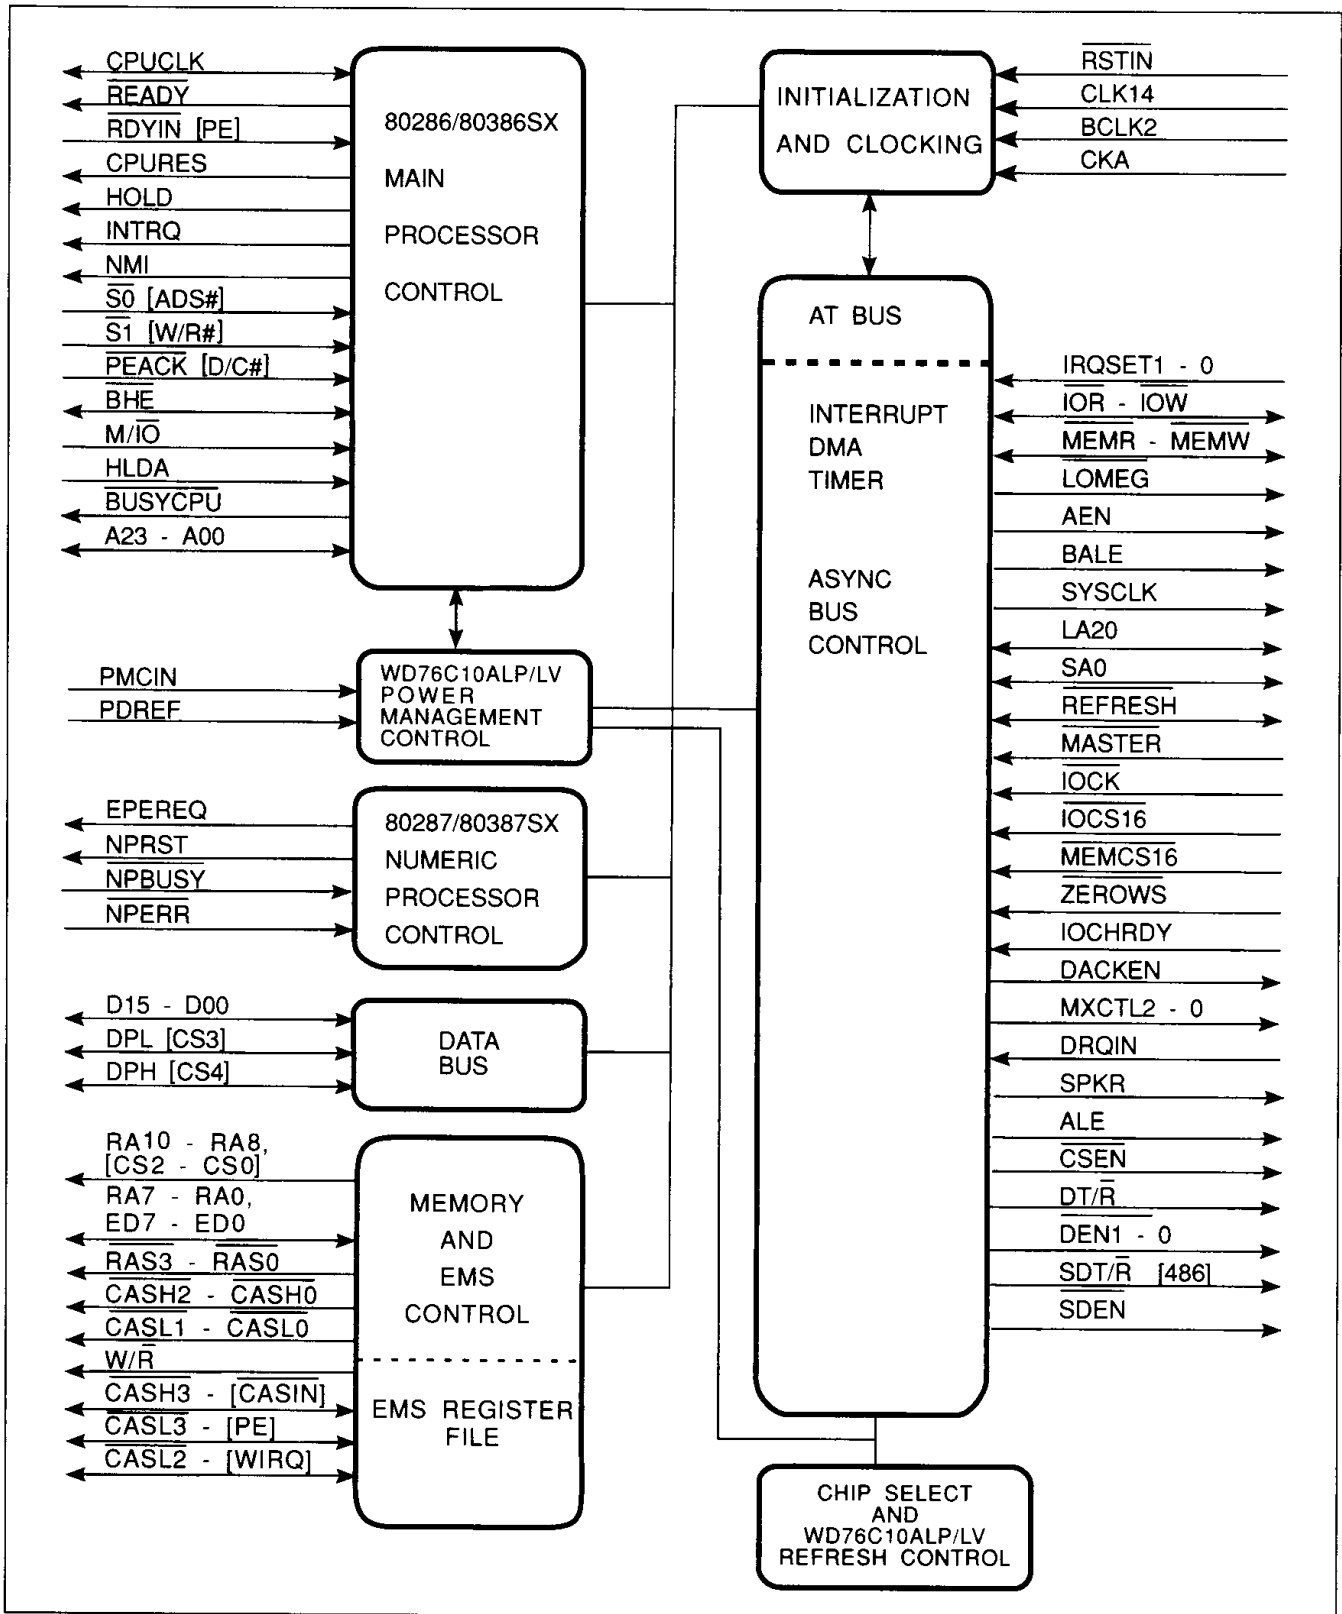 CPUCLK
READY
RDYIN [PE]
CPURES
HOLD
INTRQ
NMI
S0 [ADS#]
S1 [W/R#]
PEACK [D/C#]
BHE
M/IO
HLDA
BUSYCPU
A23 - A00
80286/80386SX
MAIN
PROCESSOR
CONTROL
INITIALIZATION
AND CLOCKING
RSTIN
CLK14
BCLK2
CKA
PMCIN
PDREF
WD76C10ALP/LV
POWER
MANAGEMENT
CONTROL
EPEREQ
NPRST
NPBUSY
NPERR
80287/80387SX
NUMERIC
PROCESSOR
CONTROL
D15 - D00
DPL [CS3]
DPH [CS4]
DATA
BUS
RA10 - RA8,
[CS2 - CS0]
RA7 - RA0,
ED7 - ED0
RAS3 - RAS0
CASH2 - CASH0
CASL1 - CASL0
W/R
CASH3 - [CASIN]
CASL3 - [PE]
CASL2 - [WIRQ]
MEMORY
AND
EMS
CONTROL
EMS REGISTER
FILE
AT BUS
INTERRUPT
DMA
TIMER
ASYNC
BUS
CONTROL
IRQSET1 - 0
IOR - IOW
MEMR - MEMW
LOMEG
AEN
BALE
SYSCLK
LA20
SA0
REFRESH
MASTER
IOCK
IOCS16
MEMCS16
ZEROWS
IOCHRDY
DACKEN
MXCTL2 - 0
DRQIN
SPKR
ALE
CSEN
DT/R
DEN1 - 0
SDT/R [486]
SDEN
CHIP SELECT
AND
WD76C10ALP/LV
REFRESH CONTROL